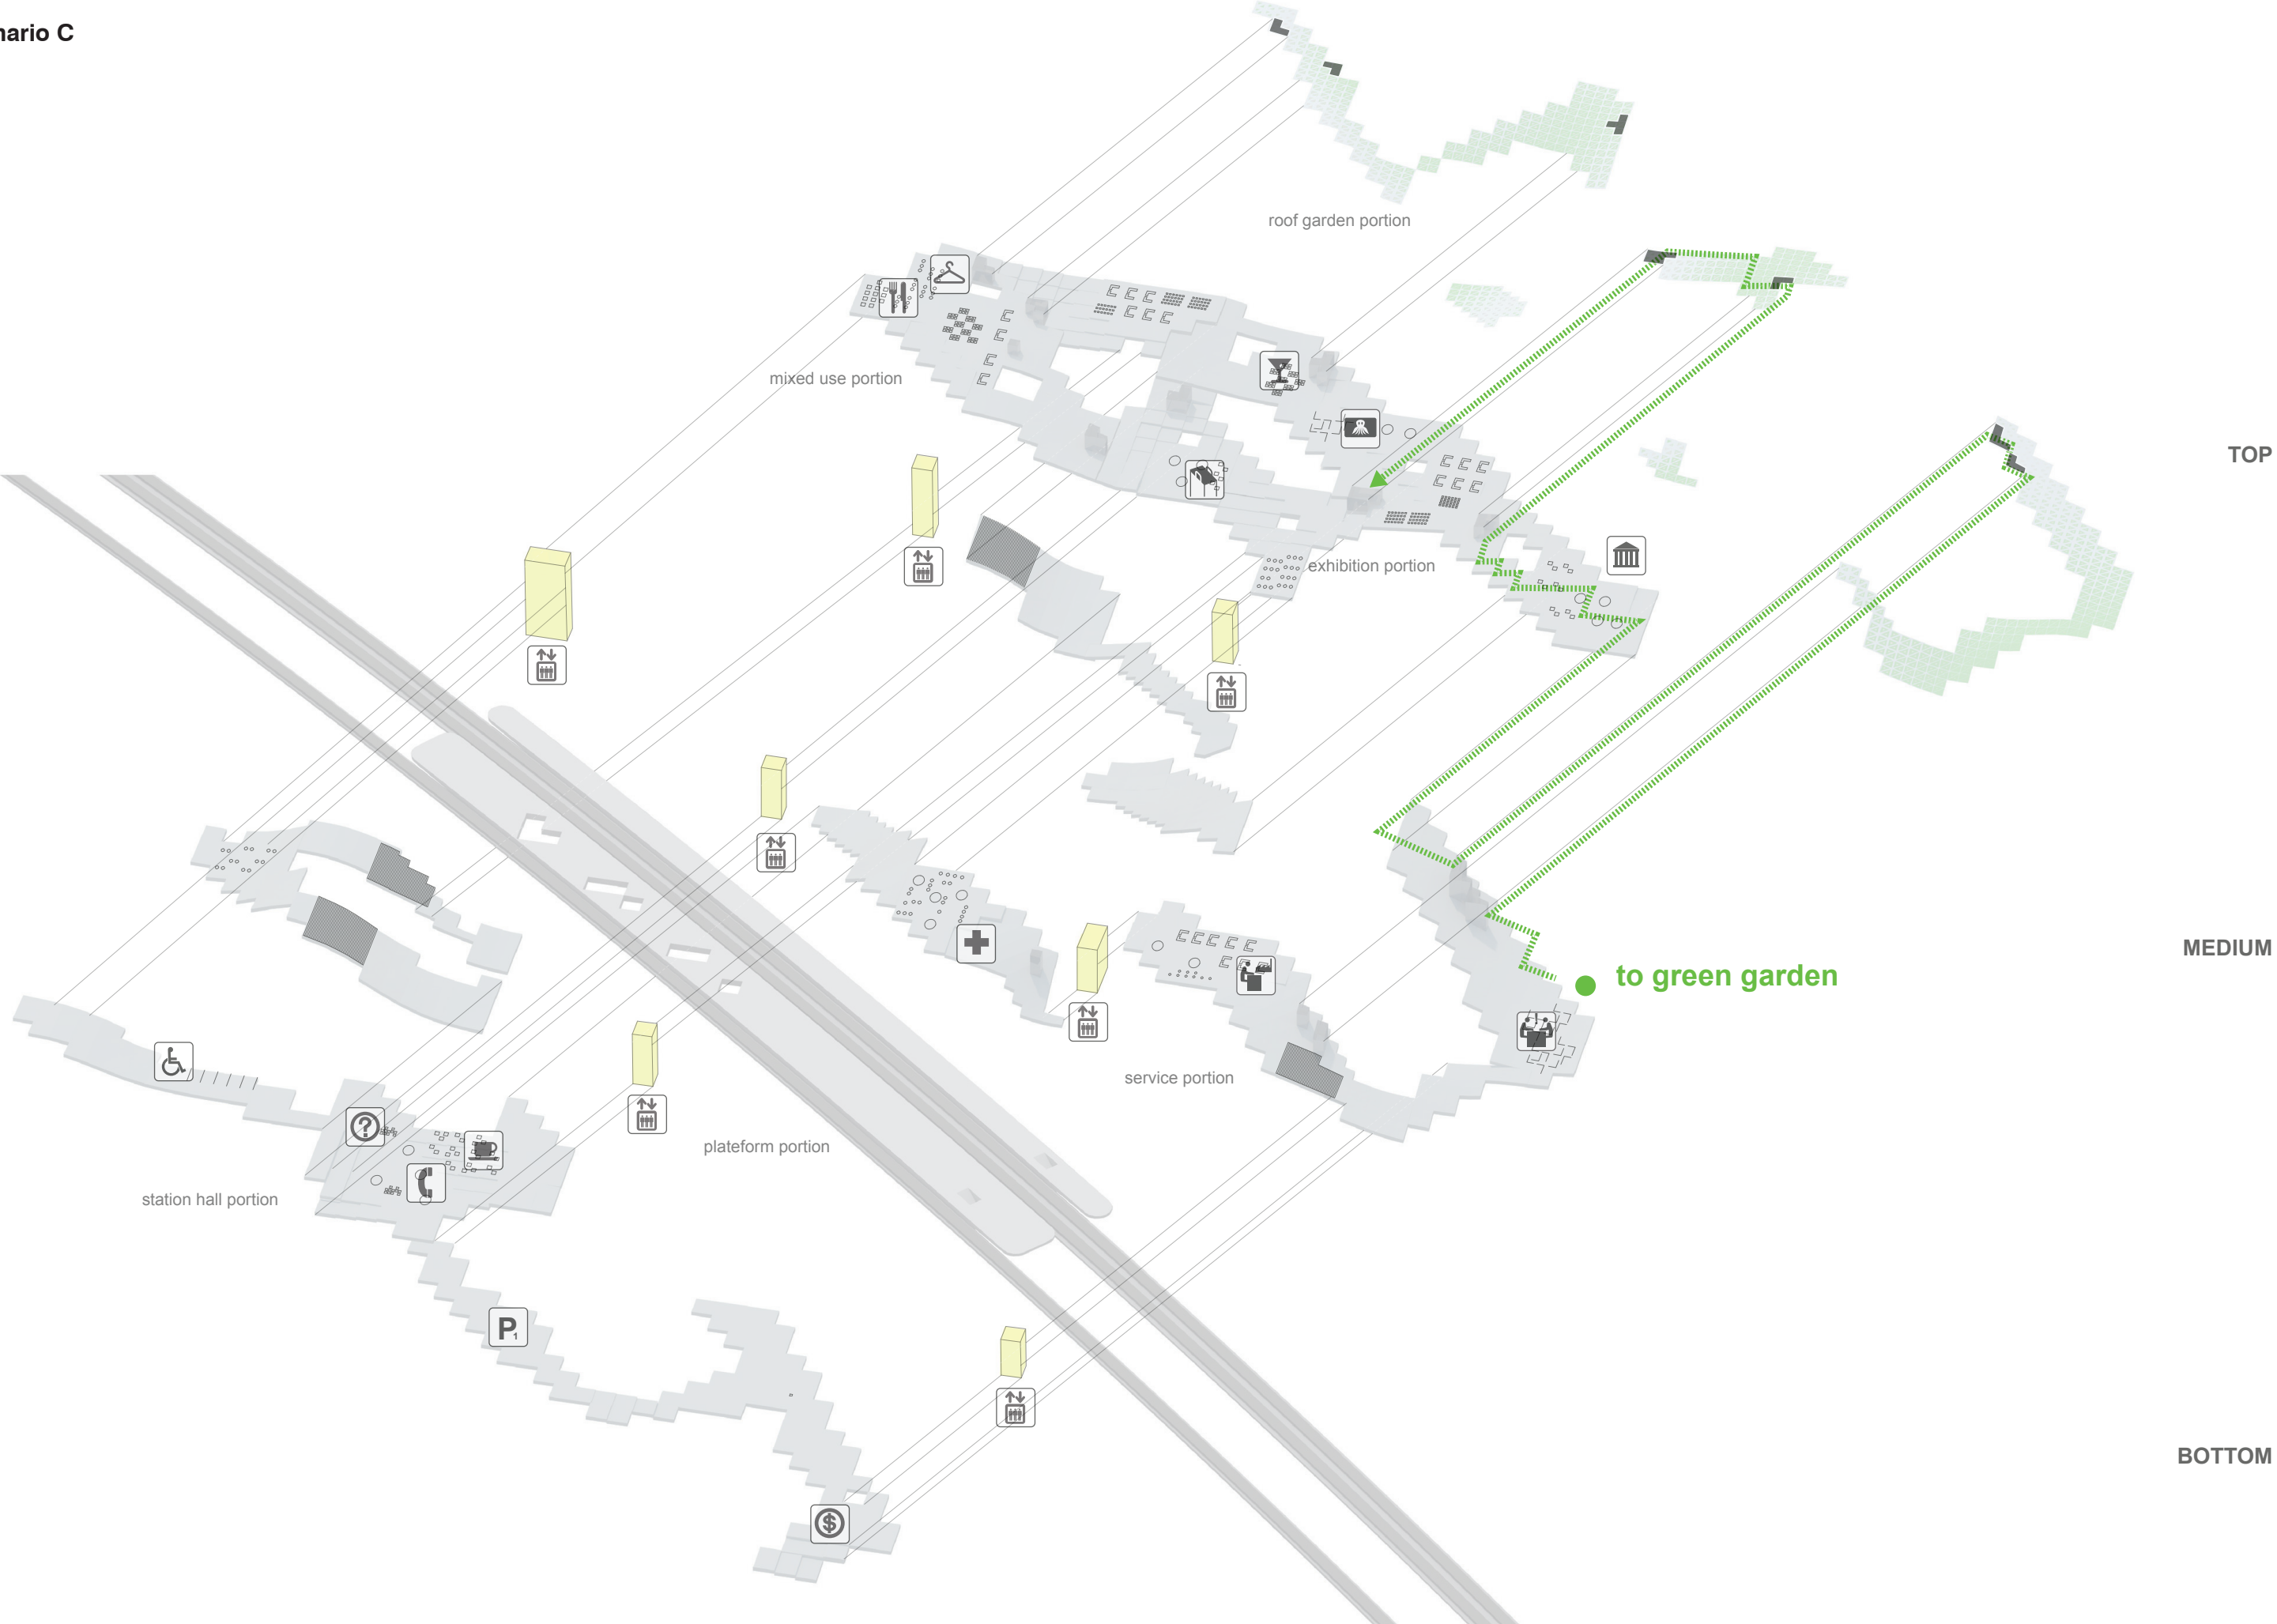 nario C
roof garden portion
mixed use portion
TOP
exhibition portion
MEDIUM
to green garden
service portion
plateform portion
station hall portion
?
P1
BOTTOM
$